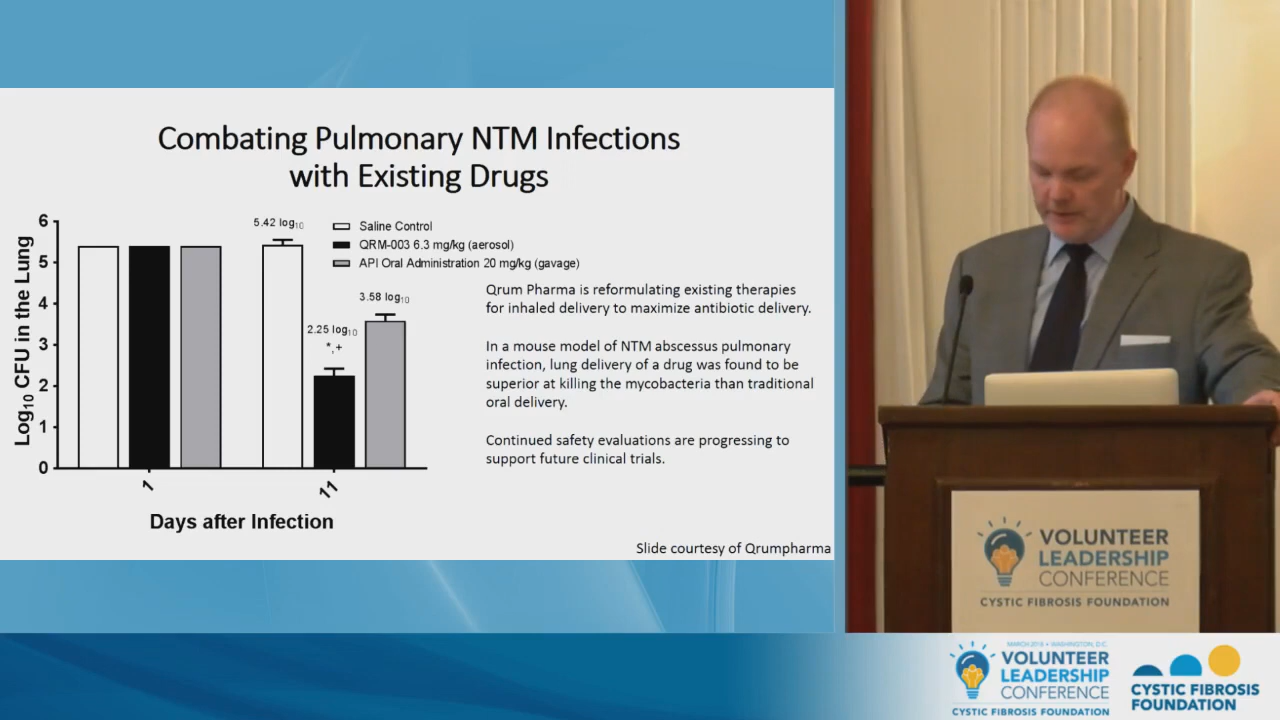 Combating Pulmonary NTM Infections
with Existing Drugs
6
5
4
3
2
1
0
Log10 CFU in the Lung
5.42 log10
2.25 log10
*,+
3.58 log10
Saline Control
QRM-003 6.3 mg/kg (aerosol)
API Oral Administration 20 mg/kg (gavage)
1
11
Days after Infection
Qrum Pharma is reformulating existing therapies
for inhaled delivery to maximize antibiotic delivery.
In a mouse model of NTM abscessus pulmonary
infection, lung delivery of a drug was found to be
superior at killing the mycobacteria than traditional
oral delivery.
Continued safety evaluations are progressing to
support future clinical trials.
Slide courtesy of Qrumpharma
VOLUNTEER
LEADERSHIP
CONFERENCE
CYSTIC FIBROSIS FOUNDATION
MARCH 2018 • WASHINGTON, D.C.
VOLUNTEER
LEADERSHIP
CONFERENCE
CYSTIC FIBROSIS FOUNDATION
CYSTIC FIBROSIS
FOUNDATION